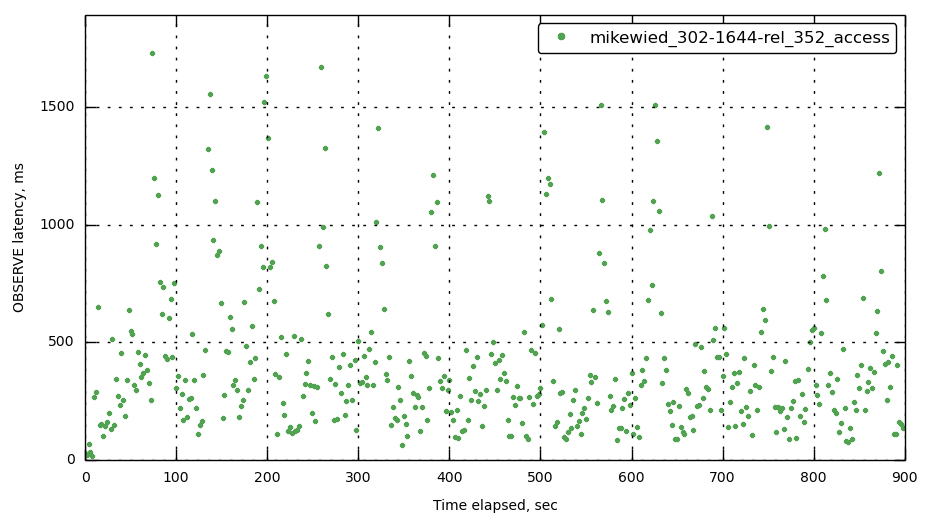 mikewied_302-1644-rel_352_access
OBSERVE latency, ms
1500
1000
500
0
0 100 200 300 400 500 600 700 800 900
Time elapsed, sec